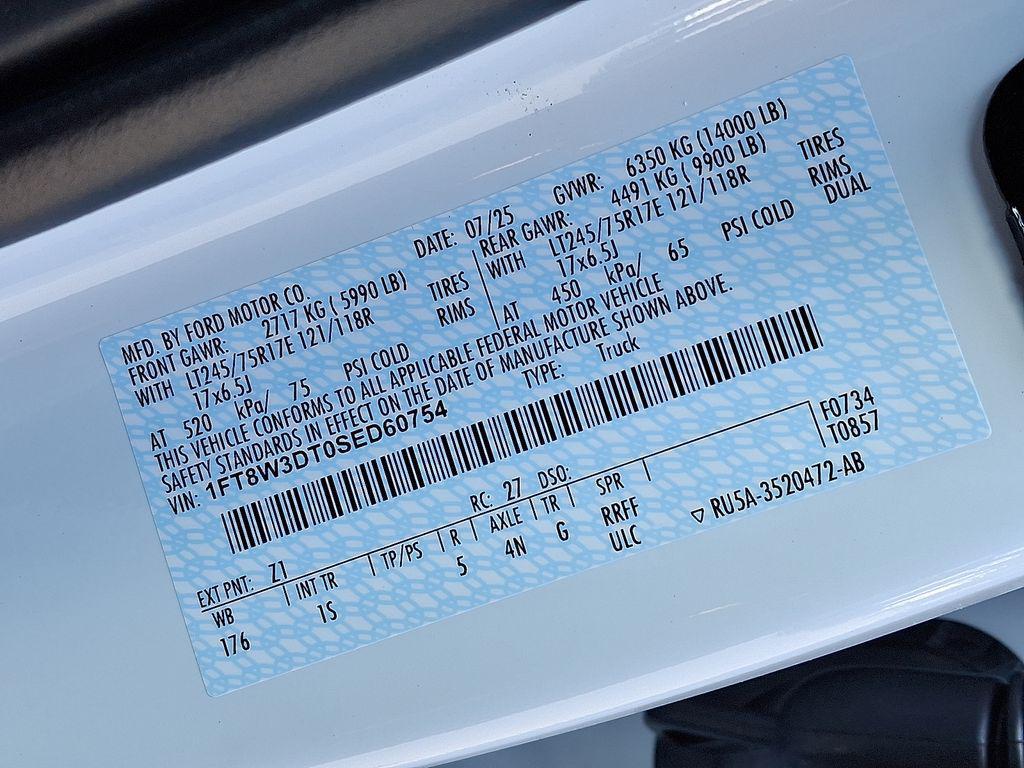 MFD. BY FORD MOTOR CO. DATE: 07/25 GVWR: 6350 KG (14000 LB)
FRONT GAWR: 2717 KG ( 5990 LB) REAR GAWR: 4491 KG ( 9900 LB)
WITH LT245/75R17E 121/118R TIRES WITH LT245/75R17E 121/118R TIRES
17x6.5J RIMS 17x6.5J RIMS
AT 520 kPa/ 75 PSI COLD AT 450 kPa/ 65 PSI COLD DUAL
THIS VEHICLE CONFORMS TO ALL APPLICABLE FEDERAL MOTOR VEHICLE
SAFETY STANDARDS IN EFFECT ON THE DATE OF MANUFACTURE SHOWN ABOVE.
VIN: 1FT8W3DT0SED60754 TYPE: Truck
EXT PNT: Z1 RC: 27 DSO: F0734
WB INT TR TP/PS R AXLE TR SPR T0857
176 1S 5 4N G RRFF
ULC ▽ RU5A-3520472-AB